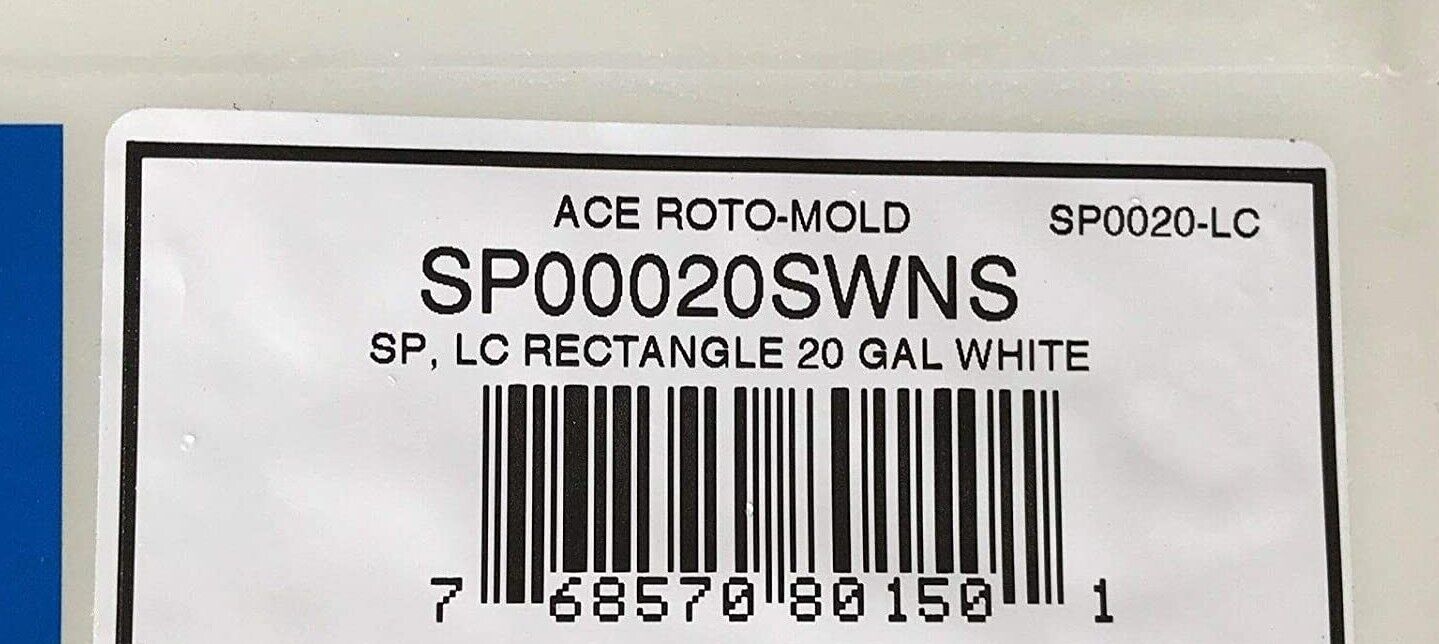 ACE ROTO-MOLD SP0020-LC
SP00020SWNS
SP, LC RECTANGLE 20 GAL WHITE
7 68570 80150 1